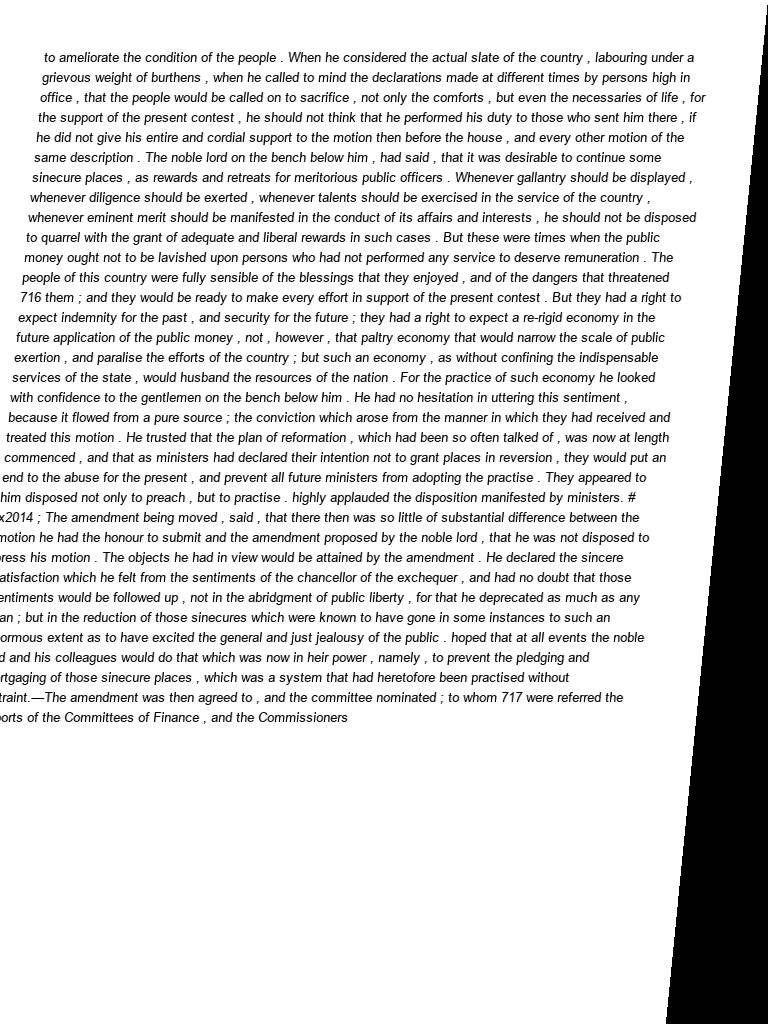 to ameliorate the condition of the people . When he considered the actual slate of the country , labouring under a
grievous weight of burthens , when he called to mind the declarations made at different times by persons high in
office , that the people would be called on to sacrifice , not only the comforts , but even the necessaries of life , for
the support of the present contest , he should not think that he performed his duty to those who sent him there , if
he did not give his entire and cordial support to the motion then before the house , and every other motion of the
same description . The noble lord on the bench below him , had said , that it was desirable to continue some
sinecure places , as rewards and retreats for meritorious public officers . Whenever gallantry should be displayed ,
whenever diligence should be exerted , whenever talents should be exercised in the service of the country ,
whenever eminent merit should be manifested in the conduct of its affairs and interests , he should not be disposed
to quarrel with the grant of adequate and liberal rewards in such cases . But these were times when the public
money ought not to be lavished upon persons who had not performed any service to deserve remuneration . The
people of this country were fully sensible of the blessings that they enjoyed , and of the dangers that threatened
716 them ; and they would be ready to make every effort in support of the present contest . But they had a right to
expect indemnity for the past , and security for the future ; they had a right to expect a re-rigid economy in the
future application of the public money , not , however , that paltry economy that would narrow the scale of public
exertion , and paralise the efforts of the country ; but such an economy , as without confining the indispensable
services of the state , would husband the resources of the nation . For the practice of such economy he looked
with confidence to the gentlemen on the bench below him . He had no hesitation in uttering this sentiment ,
because it flowed from a pure source ; the conviction which arose from the manner in which they had received and
treated this motion . He trusted that the plan of reformation , which had been so often talked of , was now at length
commenced , and that as ministers had declared their intention not to grant places in reversion , they would put an
end to the abuse for the present , and prevent all future ministers from adopting the practise . They appeared to
him disposed not only to preach , but to practise . highly applauded the disposition manifested by ministers. #
x2014 ; The amendment being moved , said , that there then was so little of substantial difference between the
motion he had the honour to submit and the amendment proposed by the noble lord , that he was not disposed to
ress his motion . The objects he had in view would be attained by the amendment . He declared the sincere
atisfaction which he felt from the sentiments of the chancellor of the exchequer , and had no doubt that those
entiments would be followed up , not in the abridgment of public liberty , for that he deprecated as much as any
an ; but in the reduction of those sinecures which were known to have gone in some instances to such an
ormous extent as to have excited the general and just jealousy of the public . hoped that at all events the noble
d and his colleagues would do that which was now in heir power , namely , to prevent the pledging and
rtgaging of those sinecure places , which was a system that had heretofore been practised without
traint.—The amendment was then agreed to , and the committee nominated ; to whom 717 were referred the
orts of the Committees of Finance , and the Commissioners